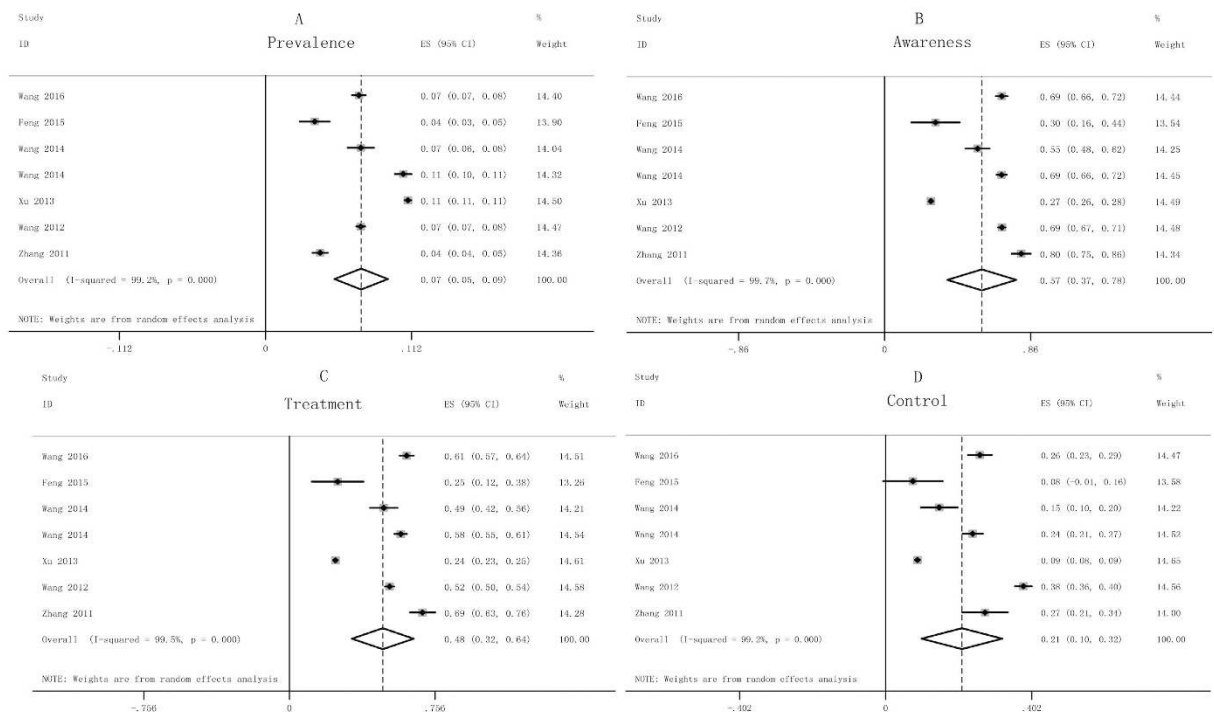 Study A %
ID Prevalence ES (95% CI) Weight
Wang 2016 0.07 (0.07, 0.08) 14.40
Feng 2015 0.04 (0.03, 0.05) 13.90
Wang 2014 0.07 (0.06, 0.08) 14.04
Wang 2014 0.11 (0.10, 0.11) 14.32
Xu 2013 0.11 (0.11, 0.11) 14.50
Wang 2012 0.07 (0.07, 0.08) 14.47
Zhang 2011 0.04 (0.04, 0.05) 14.36
Overall (I-squared = 99.2%, p = 0.000) 0.07 (0.05, 0.09) 100.00
NOTE: Weights are from random effects analysis
-.112 0 .112
Study B %
ID Awareness ES (95% CI) Weight
Wang 2016 0.69 (0.66, 0.72) 14.44
Feng 2015 0.30 (0.16, 0.44) 13.54
Wang 2014 0.55 (0.48, 0.62) 14.25
Wang 2014 0.69 (0.66, 0.72) 14.45
Xu 2013 0.27 (0.26, 0.28) 14.49
Wang 2012 0.69 (0.67, 0.71) 14.48
Zhang 2011 0.80 (0.75, 0.86) 14.34
Overall (I-squared = 99.7%, p = 0.000) 0.57 (0.37, 0.78) 100.00
NOTE: Weights are from random effects analysis
-.86 0 .86
Study C %
ID Treatment ES (95% CI) Weight
Wang 2016 0.61 (0.57, 0.64) 14.51
Feng 2015 0.25 (0.12, 0.38) 13.26
Wang 2014 0.49 (0.42, 0.56) 14.21
Wang 2014 0.58 (0.55, 0.61) 14.54
Xu 2013 0.24 (0.23, 0.25) 14.61
Wang 2012 0.52 (0.50, 0.54) 14.58
Zhang 2011 0.69 (0.63, 0.76) 14.28
Overall (I-squared = 99.5%, p = 0.000) 0.48 (0.32, 0.64) 100.00
NOTE: Weights are from random effects analysis
-.756 0 .756
Study D %
ID Control ES (95% CI) Weight
Wang 2016 0.26 (0.23, 0.29) 14.47
Feng 2015 0.08 (-0.01, 0.16) 13.58
Wang 2014 0.15 (0.10, 0.20) 14.22
Wang 2014 0.24 (0.21, 0.27) 14.52
Xu 2013 0.09 (0.08, 0.09) 14.65
Wang 2012 0.38 (0.36, 0.40) 14.56
Zhang 2011 0.27 (0.21, 0.34) 14.00
Overall (I-squared = 99.2%, p = 0.000) 0.21 (0.10, 0.32) 100.00
NOTE: Weights are from random effects analysis
-.402 0 .402